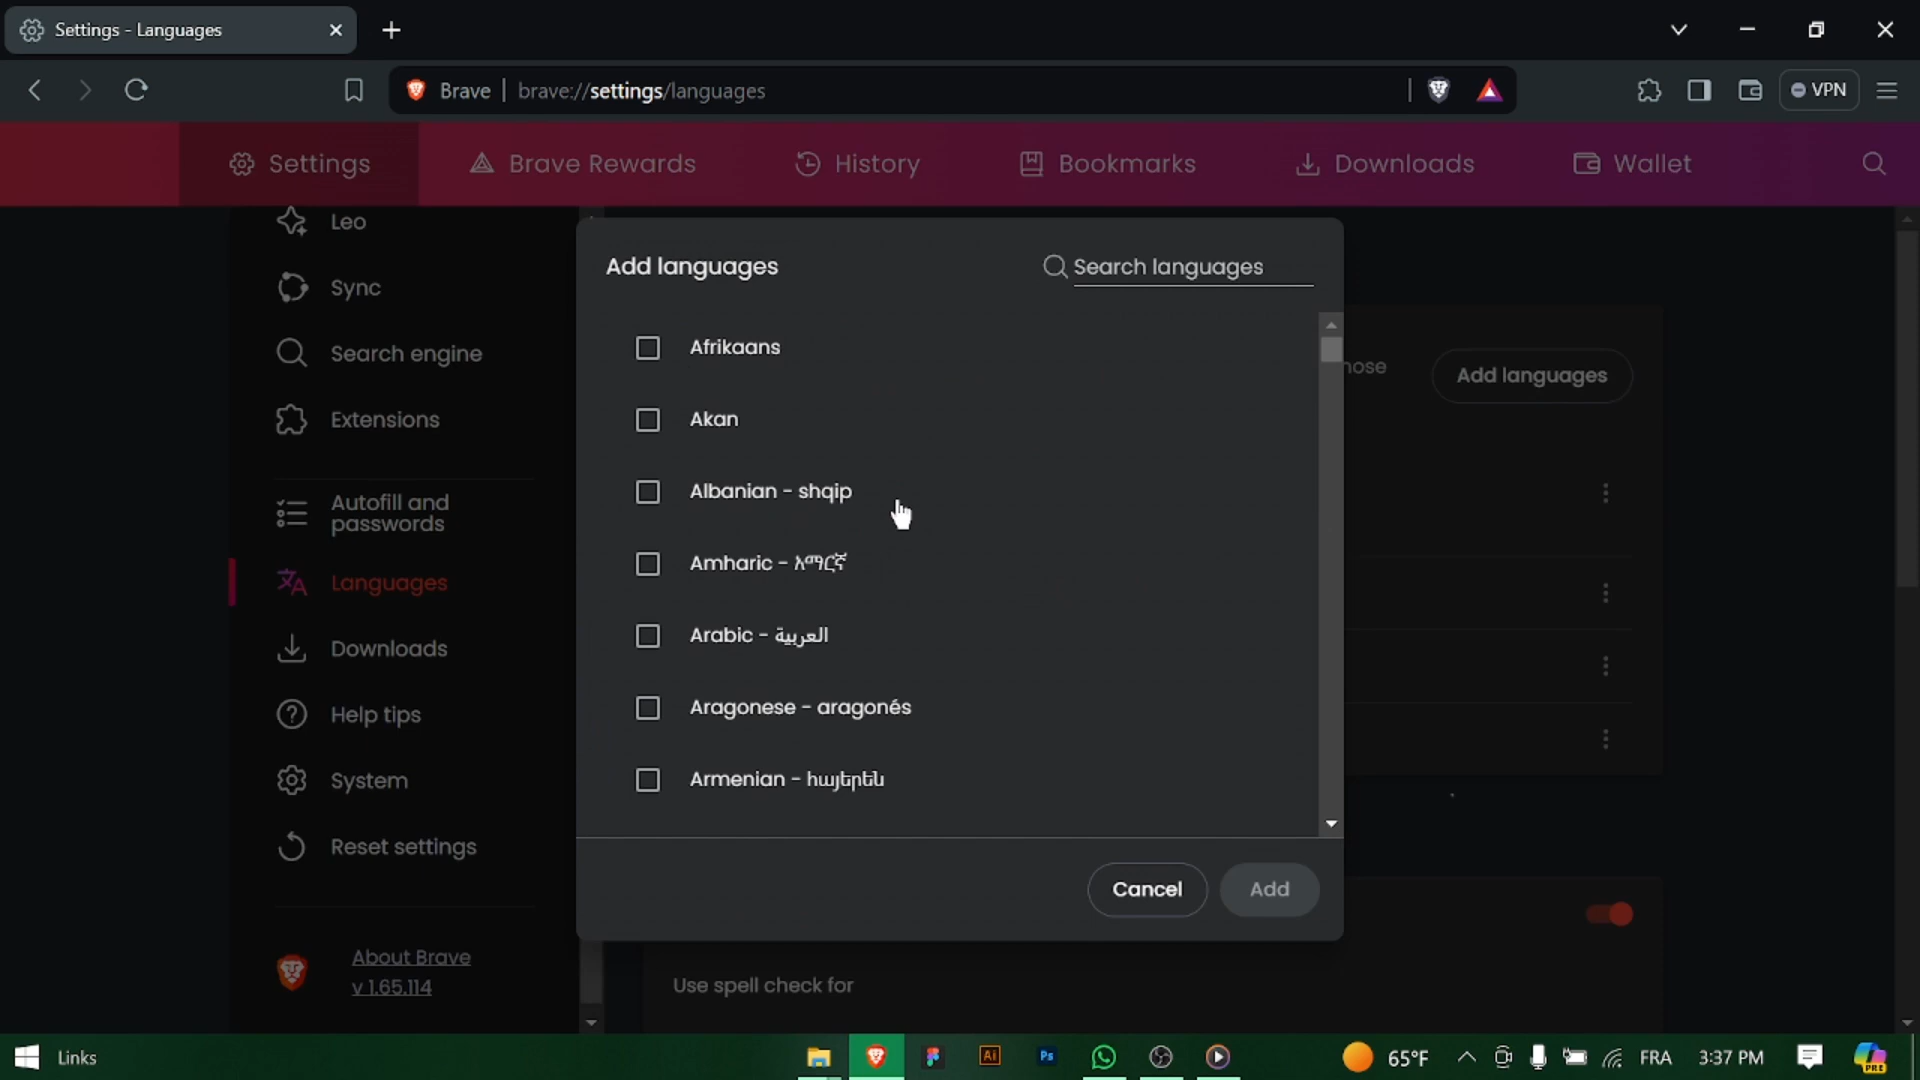 Settings - Languages
Brave
brave://settings/languages
VPN
Settings
Brave Rewards
History
Bookmarks
Downloads
Wallet
Leo
Sync
Search engine
Extensions
Autofill and
passwords
Languages
Downloads
Help tips
System
Reset settings
About Brave
v 1.65.114
Add languages
Search languages
Afrikaans
Akan
Albanian - shqip
Amharic - አማርኛ
Arabic - العربية
Aragonese - aragonés
Armenian - հայերեն
Cancel
Add
Add languages
Use spell check for
Links
Ai
Ps
65°F
FRA
3:37 PM
PRE